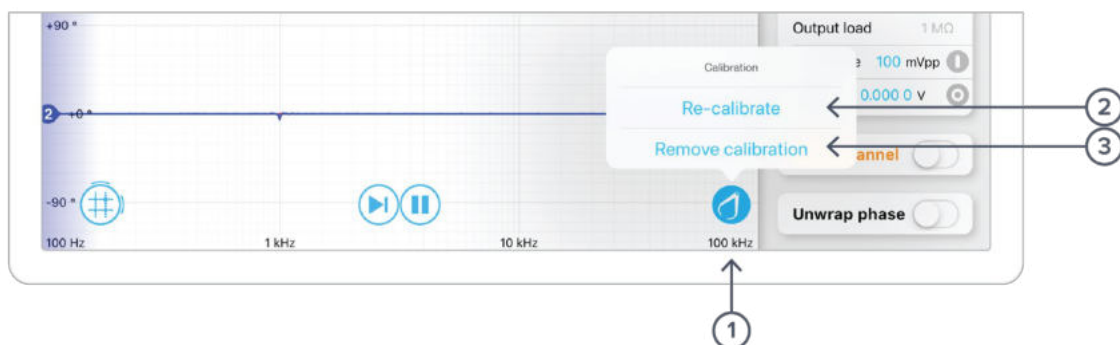 +90 °
Output load 1 MΩ
Calibration
e 100 mVpp
Re-calibrate
0.000 0 V
2
2 +0 °
Remove calibration
3
annel
-90 °
Unwrap phase
100 Hz 1 kHz 10 kHz 100 kHz
1